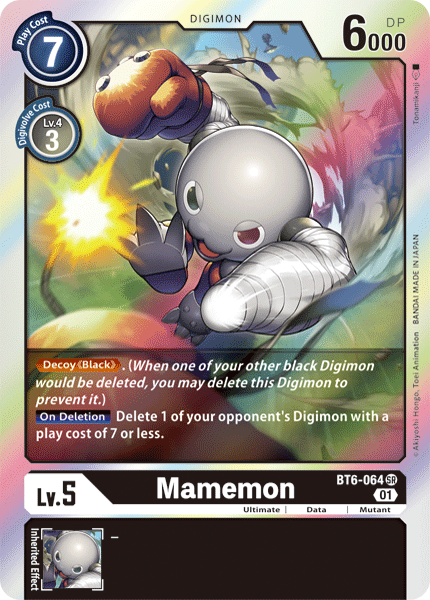 Play Cost
7
DIGIMON
DP
6000
Digivolve Cost
Lv.4
3
Tonamikanji
© Akiyoshi Hongo, Toei Animation BANDAI MADE IN JAPAN
Decoy《Black》. (When one of your other black Digimon
would be deleted, you may delete this Digimon to
prevent it.)
On Deletion Delete 1 of your opponent's Digimon with a
play cost of 7 or less.
Lv.5
Mamemon
BT6-064 SR
01
Ultimate | Data | Mutant
Inherited Effect
–